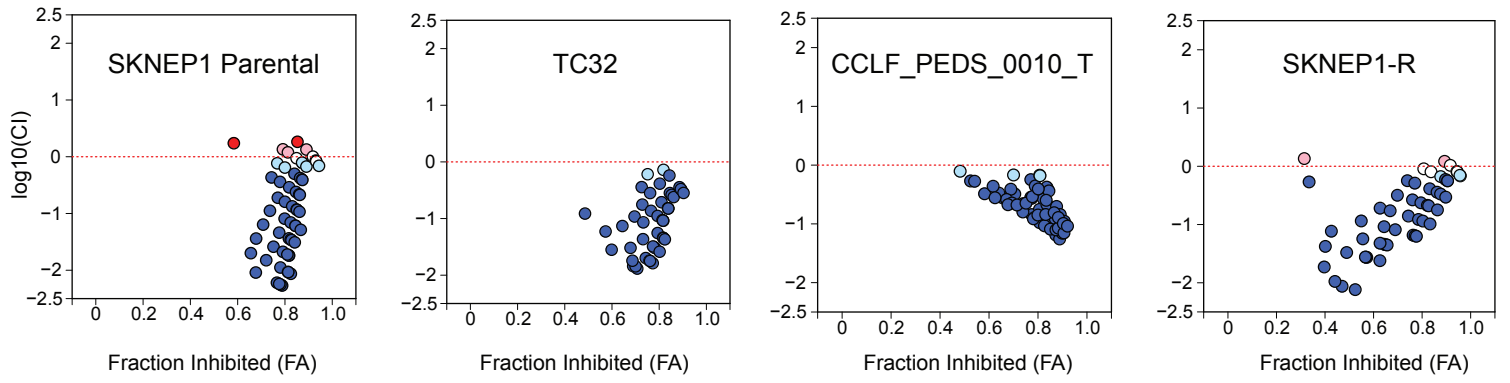 SKNEP1 Parental
log10(CI)
2.5
2
1
0
−1
−2
−2.5
0 0.2 0.4 0.6 0.8 1.0
Fraction Inhibited (FA)
TC32
2.5
2
1
0
−1
−2
−2.5
0 0.2 0.4 0.6 0.8 1.0
Fraction Inhibited (FA)
CCLF_PEDS_0010_T
2.5
2
1
0
−1
−2.5
0 0.2 0.4 0.6 0.8 1.0
Fraction Inhibited (FA)
SKNEP1-R
2.5
2
1
0
−1
−2
−2.5
0 0.2 0.4 0.6 0.8 1.0
Fraction Inhibited (FA)